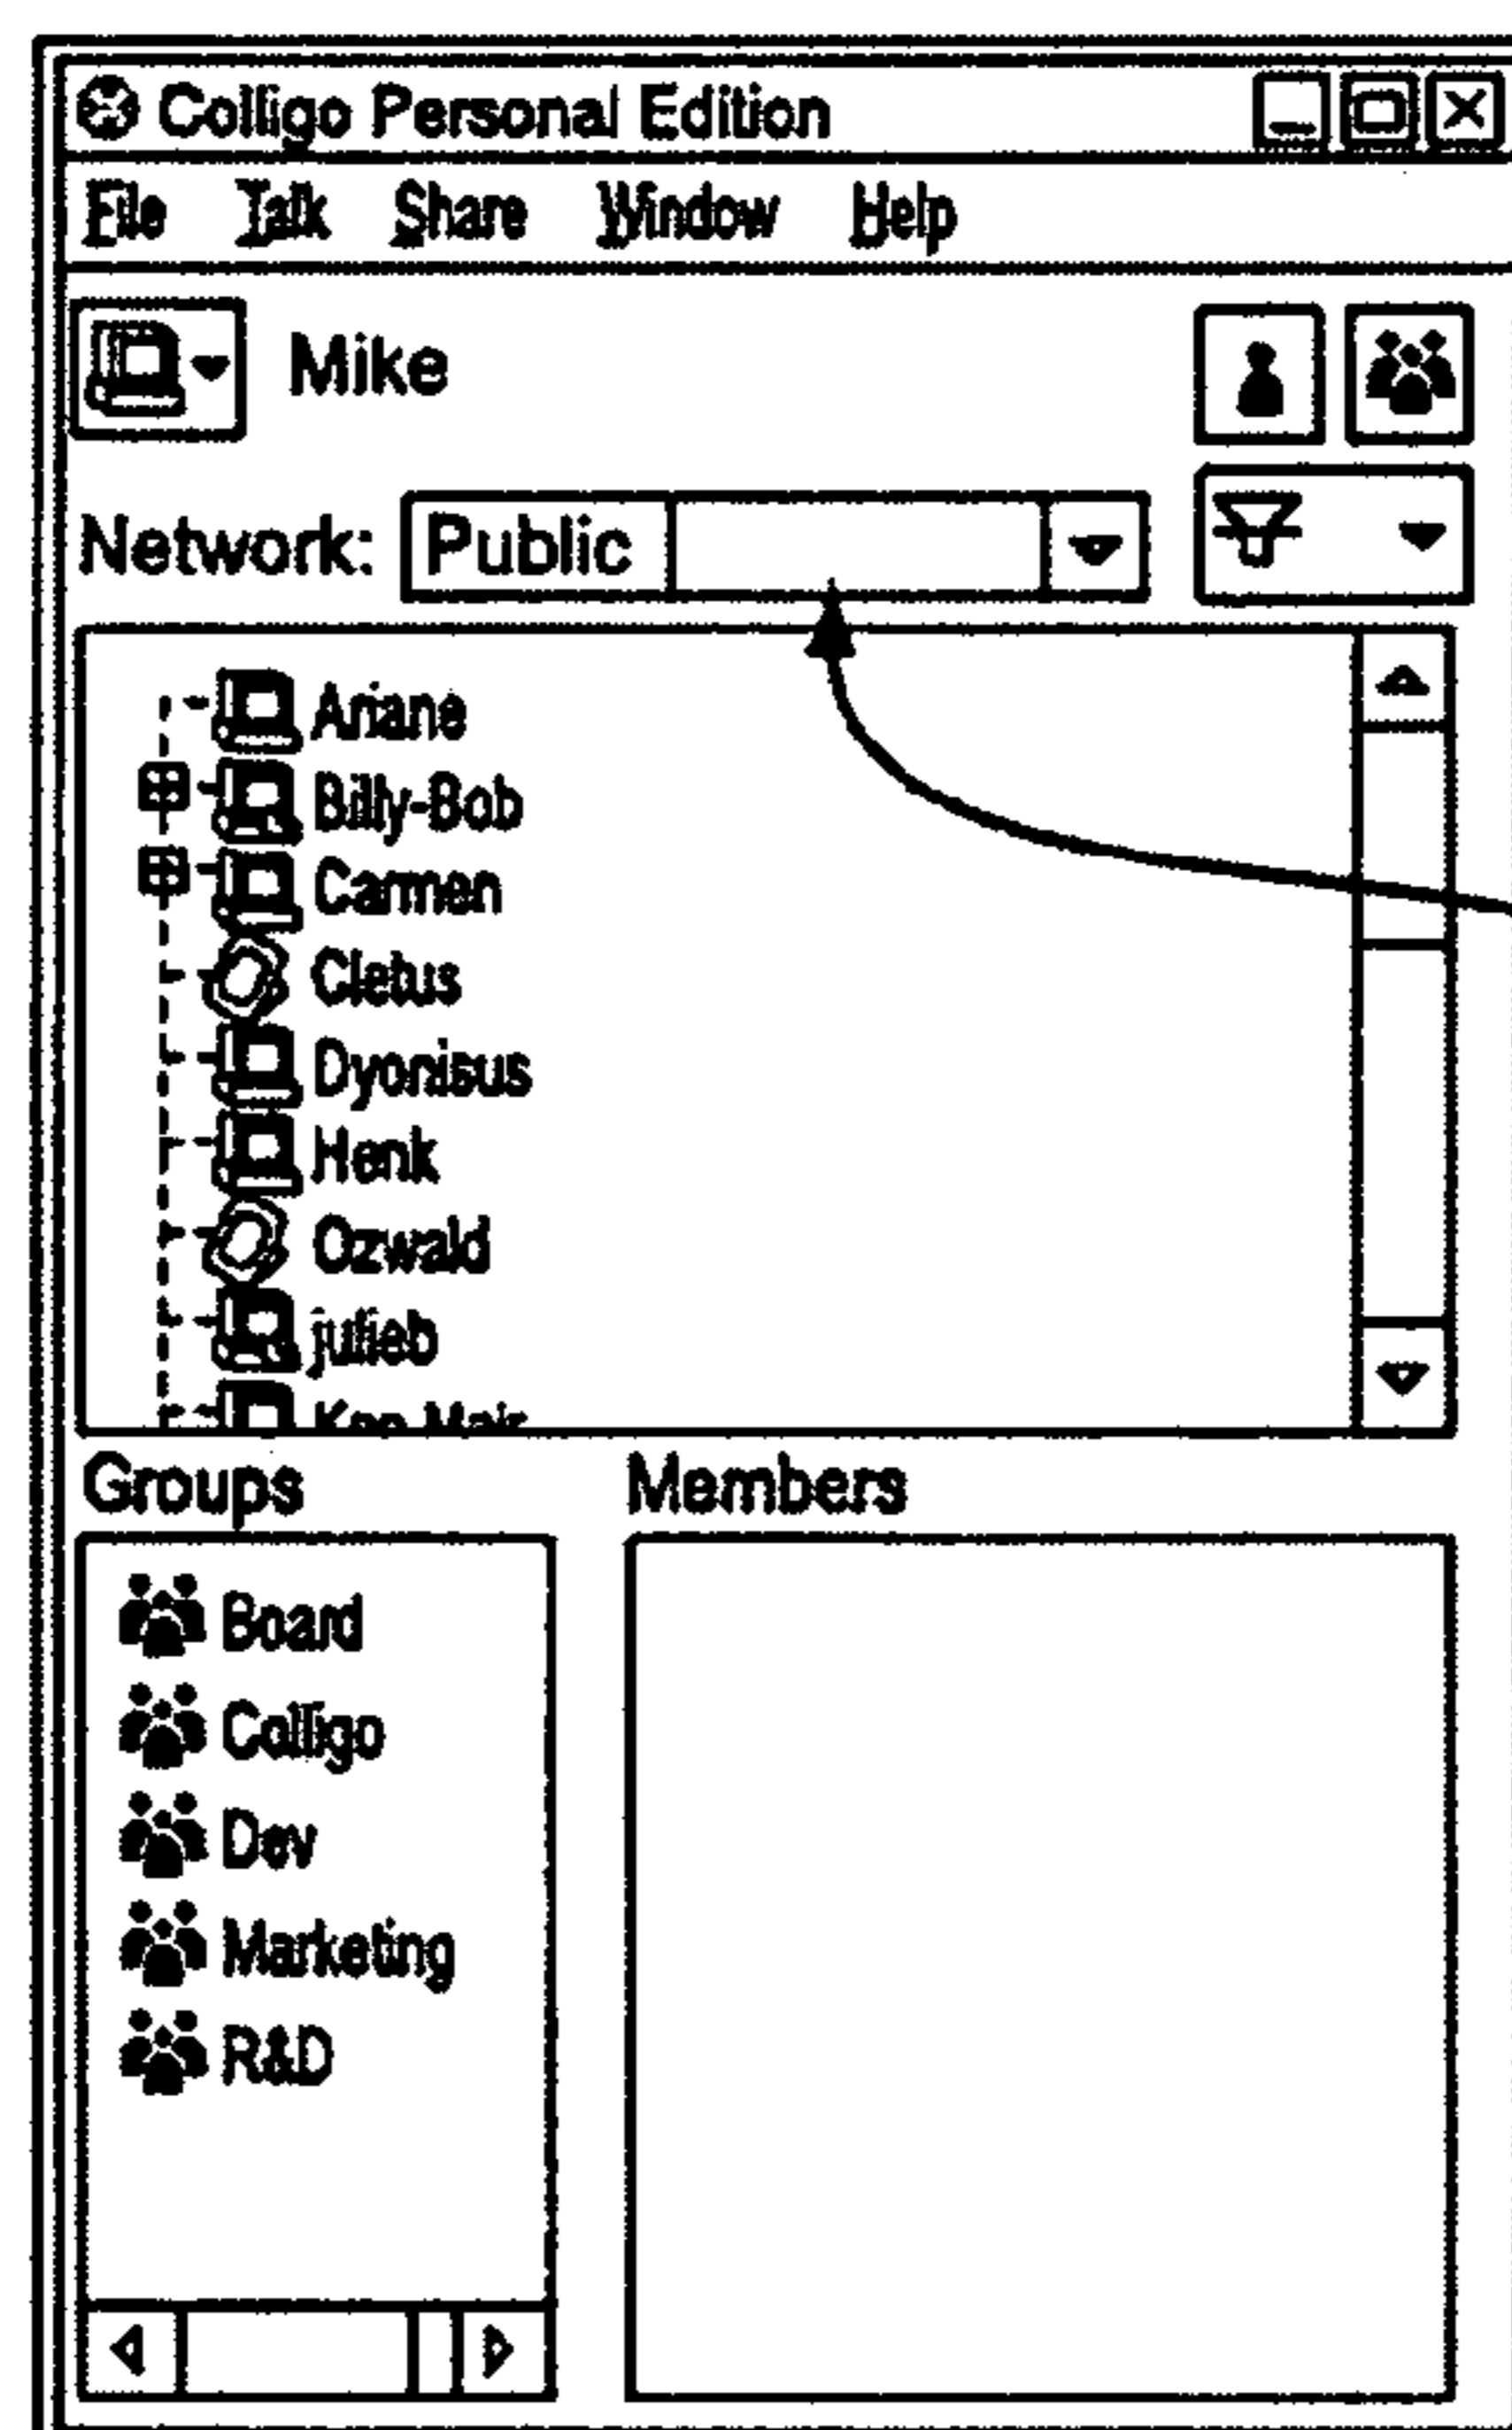 Colligo Personal Edition
File Talk Share Window Help
Mike
Network: Public
Ariane
Billy-Bob
Carmen
Cletus
Dyonisus
Henk
Ozwald
julieb
Groups Members
Board
Colligo
Dev
Marketing
R&D